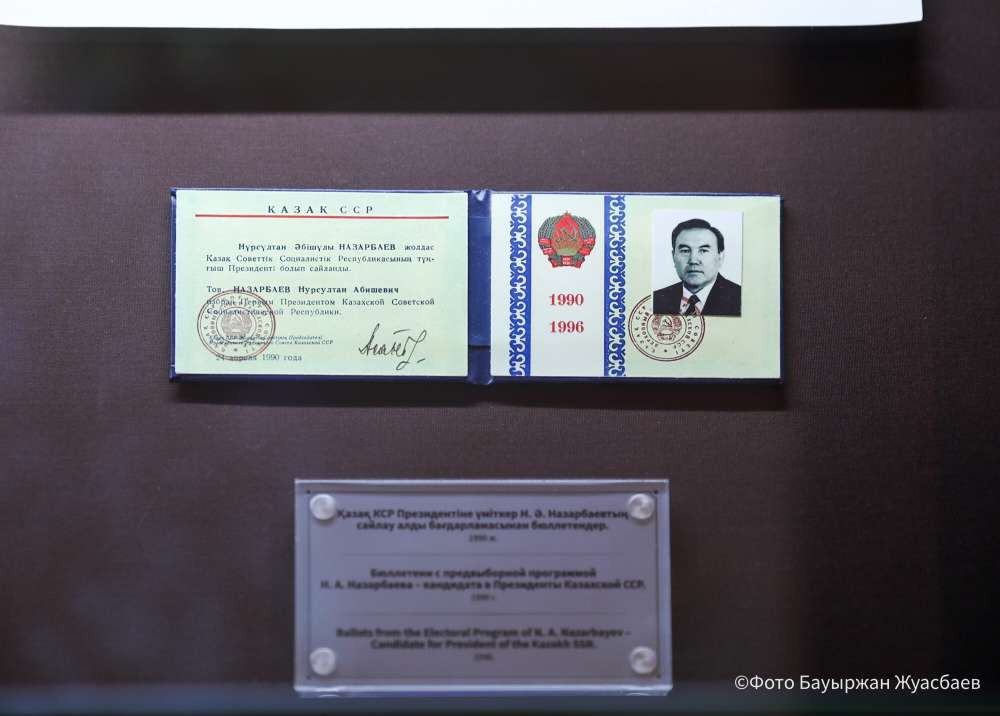 ҚАЗАҚ ССР
Нұрсұлтан Әбішұлы НАЗАРБАЕВ жолдас
Қазақ Советтік Социалистік Республикасының тұң-
ғыш Президенті болып сайланды.
Тов. НАЗАРБАЕВ Нурсултан Абишевич
избран Первым Президентом Казахской Советской
Социалистической Республики.
24 апреля 1990 года
1990
1996
Қазақ КСР Президентіне үміткер Н. Ә. Назарбаевтың
сайлау алды бағдарламасынан бюллетендер.
1990 ж.
Бюллетени с предвыборной программой
Н. А. Назарбаева – кандидата в Президенты Казахской ССР.
1990 г.
Ballots from the Electoral Program of N. A. Nazarbayev –
Candidate for President of the Kazakh SSR.
1990.
©Фото Бауыржан Жуасбаев